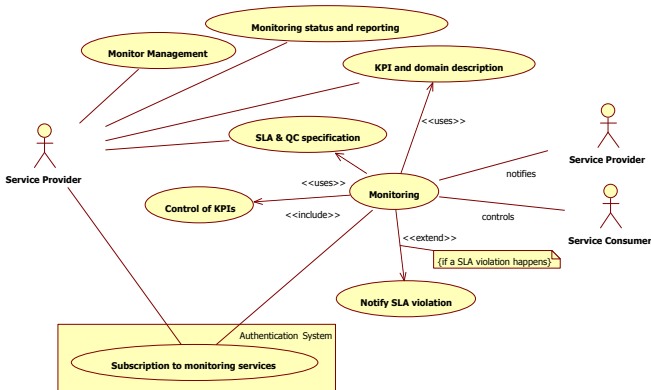 Monitoring status and reporting
Monitor Management
KPI and domain description
<<uses>>
SLA & QC specification
Service Provider
Service Provider
notifies
<<uses>>
Monitoring
Control of KPIs
<<include>>
controls
Service Consumer
<<extend>>
{if a SLA violation happens}
Notify SLA violation
Authentication System
Subscription to monitoring services